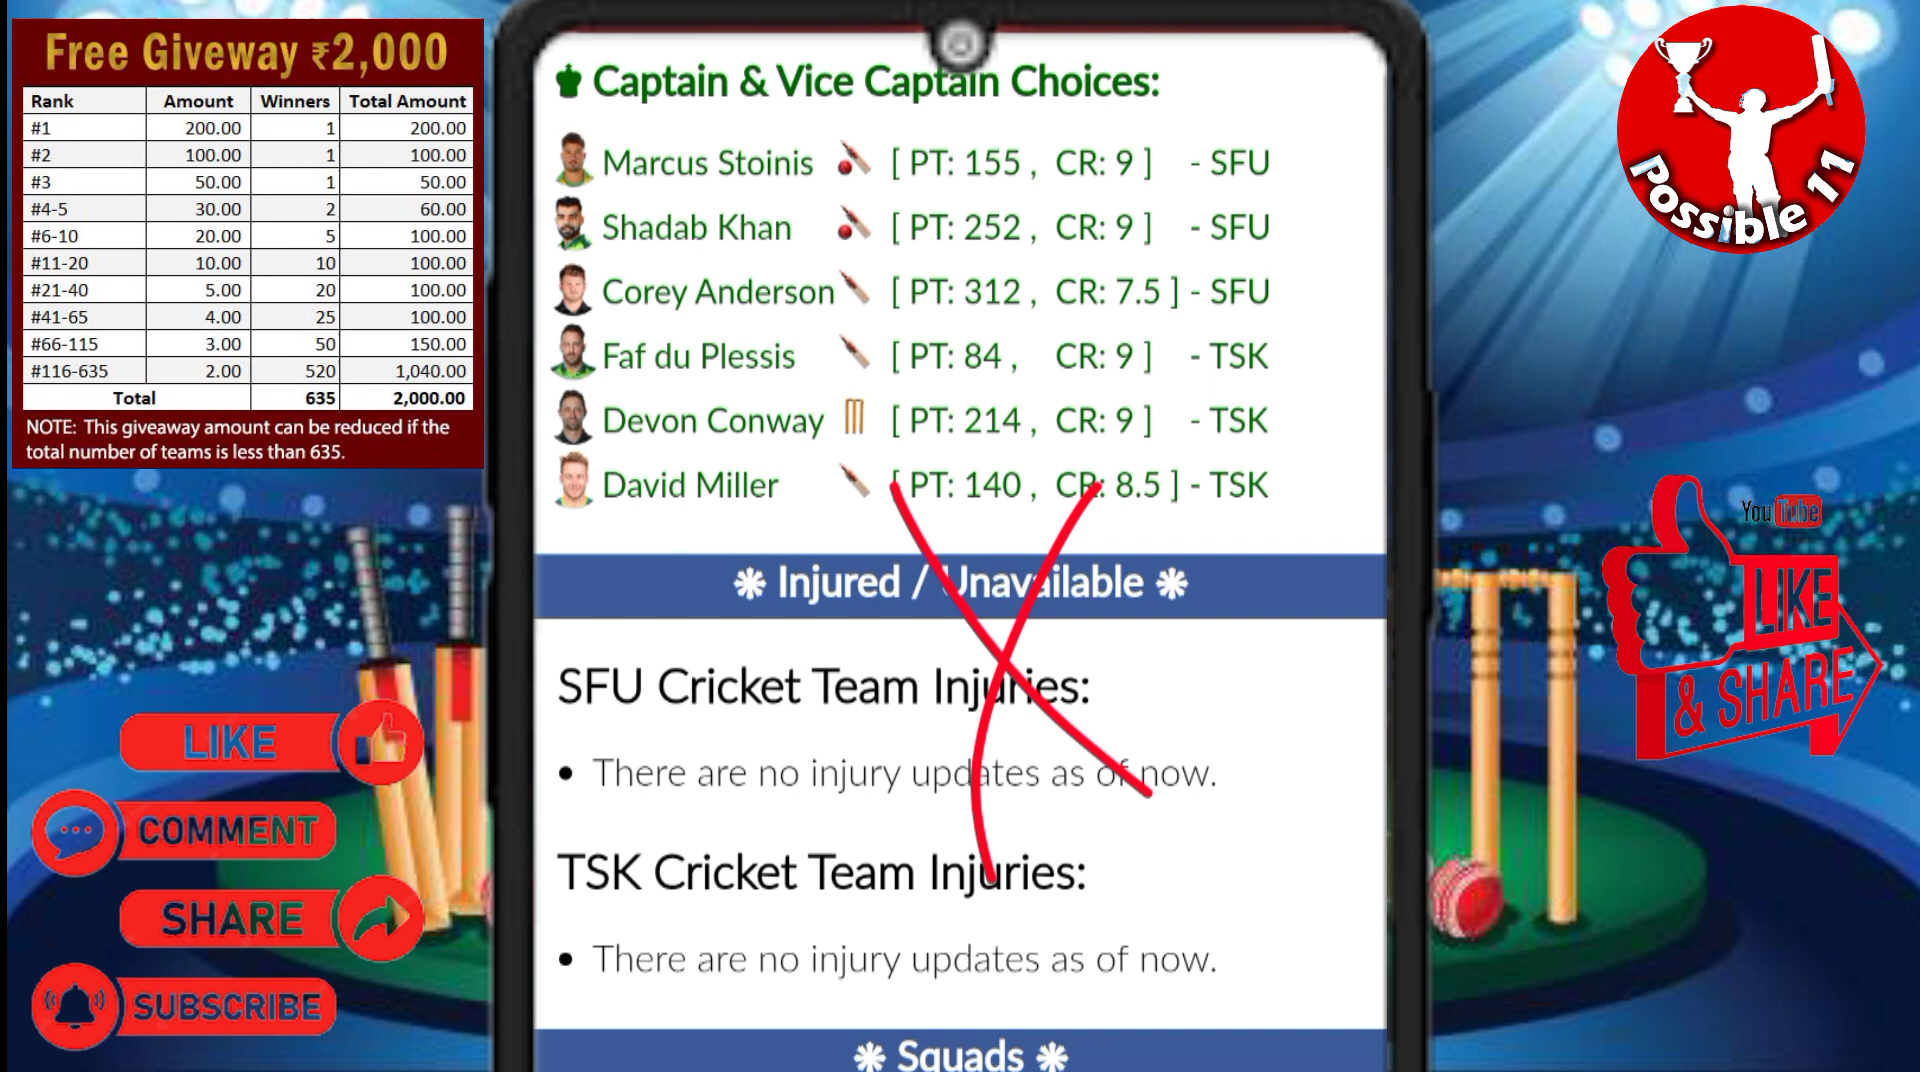 Free Giveway ₹2,000
Rank Amount Winners Total Amount
#1 200.00 1 200.00
#2 100.00 1 100.00
#3 50.00 1 50.00
#4-5 30.00 2 60.00
#6-10 20.00 5 100.00
#11-20 10.00 10 100.00
#21-40 5.00 20 100.00
#41-65 4.00 25 100.00
#66-115 3.00 50 150.00
#116-635 2.00 520 1,040.00
Total 635 2,000.00
NOTE: This giveaway amount can be reduced if the
total number of teams is less than 635.
LIKE
COMMENT
SHARE
SUBSCRIBE
Captain & Vice Captain Choices:
Marcus Stoinis [ PT: 155 , CR: 9 ] - SFU
Shadab Khan [ PT: 252 , CR: 9 ] - SFU
Corey Anderson [ PT: 312 , CR: 7.5 ] - SFU
Faf du Plessis [ PT: 84 , CR: 9 ] - TSK
Devon Conway [ PT: 214 , CR: 9 ] - TSK
David Miller [ PT: 140 , CR: 8.5 ] - TSK
Injured / Unavailable
SFU Cricket Team Injuries:
• There are no injury updates as of now.
TSK Cricket Team Injuries:
• There are no injury updates as of now.
Squads
Possible 11
YouTube
LIKE
& SHARE